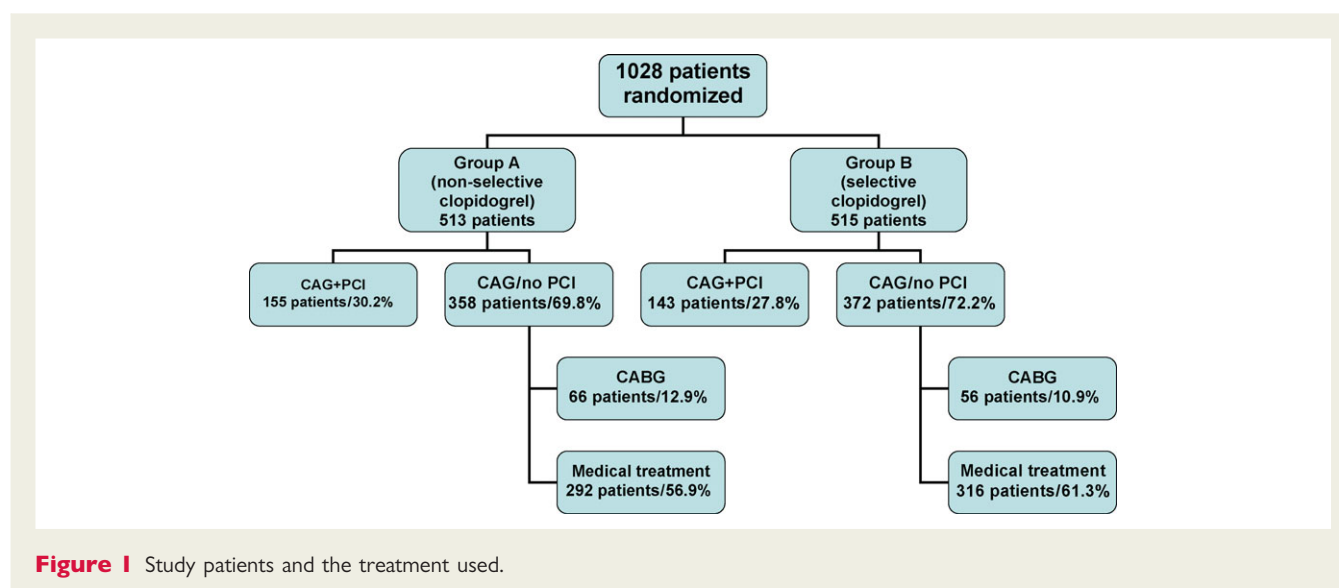 1028 patients
randomized
Group A
(non-selective
clopidogrel)
513 patients
Group B
(selective
clopidogrel)
515 patients
CAG+PCI
155 patients/30.2%
CAG/no PCI
358 patients/69.8%
CAG+PCI
143 patients/27.8%
CAG/no PCI
372 patients/72.2%
CABG
66 patients/12.9%
CABG
56 patients/10.9%
Medical treatment
292 patients/56.9%
Medical treatment
316 patients/61.3%
Figure 1 Study patients and the treatment used.